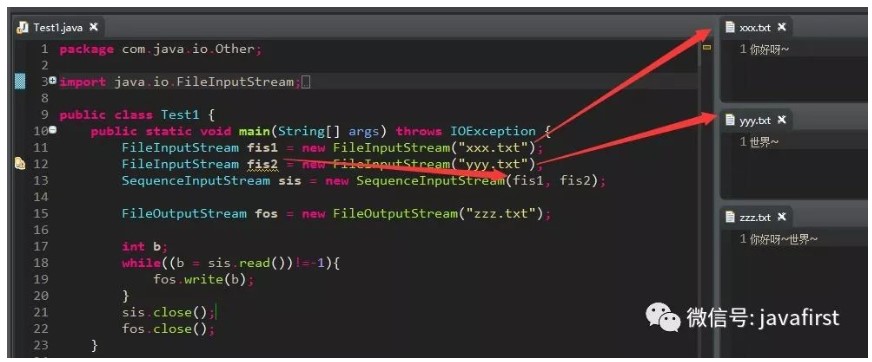 Test1.java
1 package com.java.io.Other;
2
3 import java.io.FileInputStream;
8
9 public class Test1 {
10 public static void main(String[] args) throws IOException {
11 FileInputStream fis1 = new FileInputStream("xxx.txt");
12 FileInputStream fis2 = new FileInputStream("yyy.txt");
13 SequenceInputStream sis = new SequenceInputStream(fis1, fis2);
14
15 FileOutputStream fos = new FileOutputStream("zzz.txt");
16
17 int b;
18 while((b = sis.read())!=-1){
19 fos.write(b);
20 }
21 sis.close();
22 fos.close();
23 }
xxx.txt
1 你好呀~
yyy.txt
1 世界~
zzz.txt
1 你好呀~世界~
微信号: javafirst